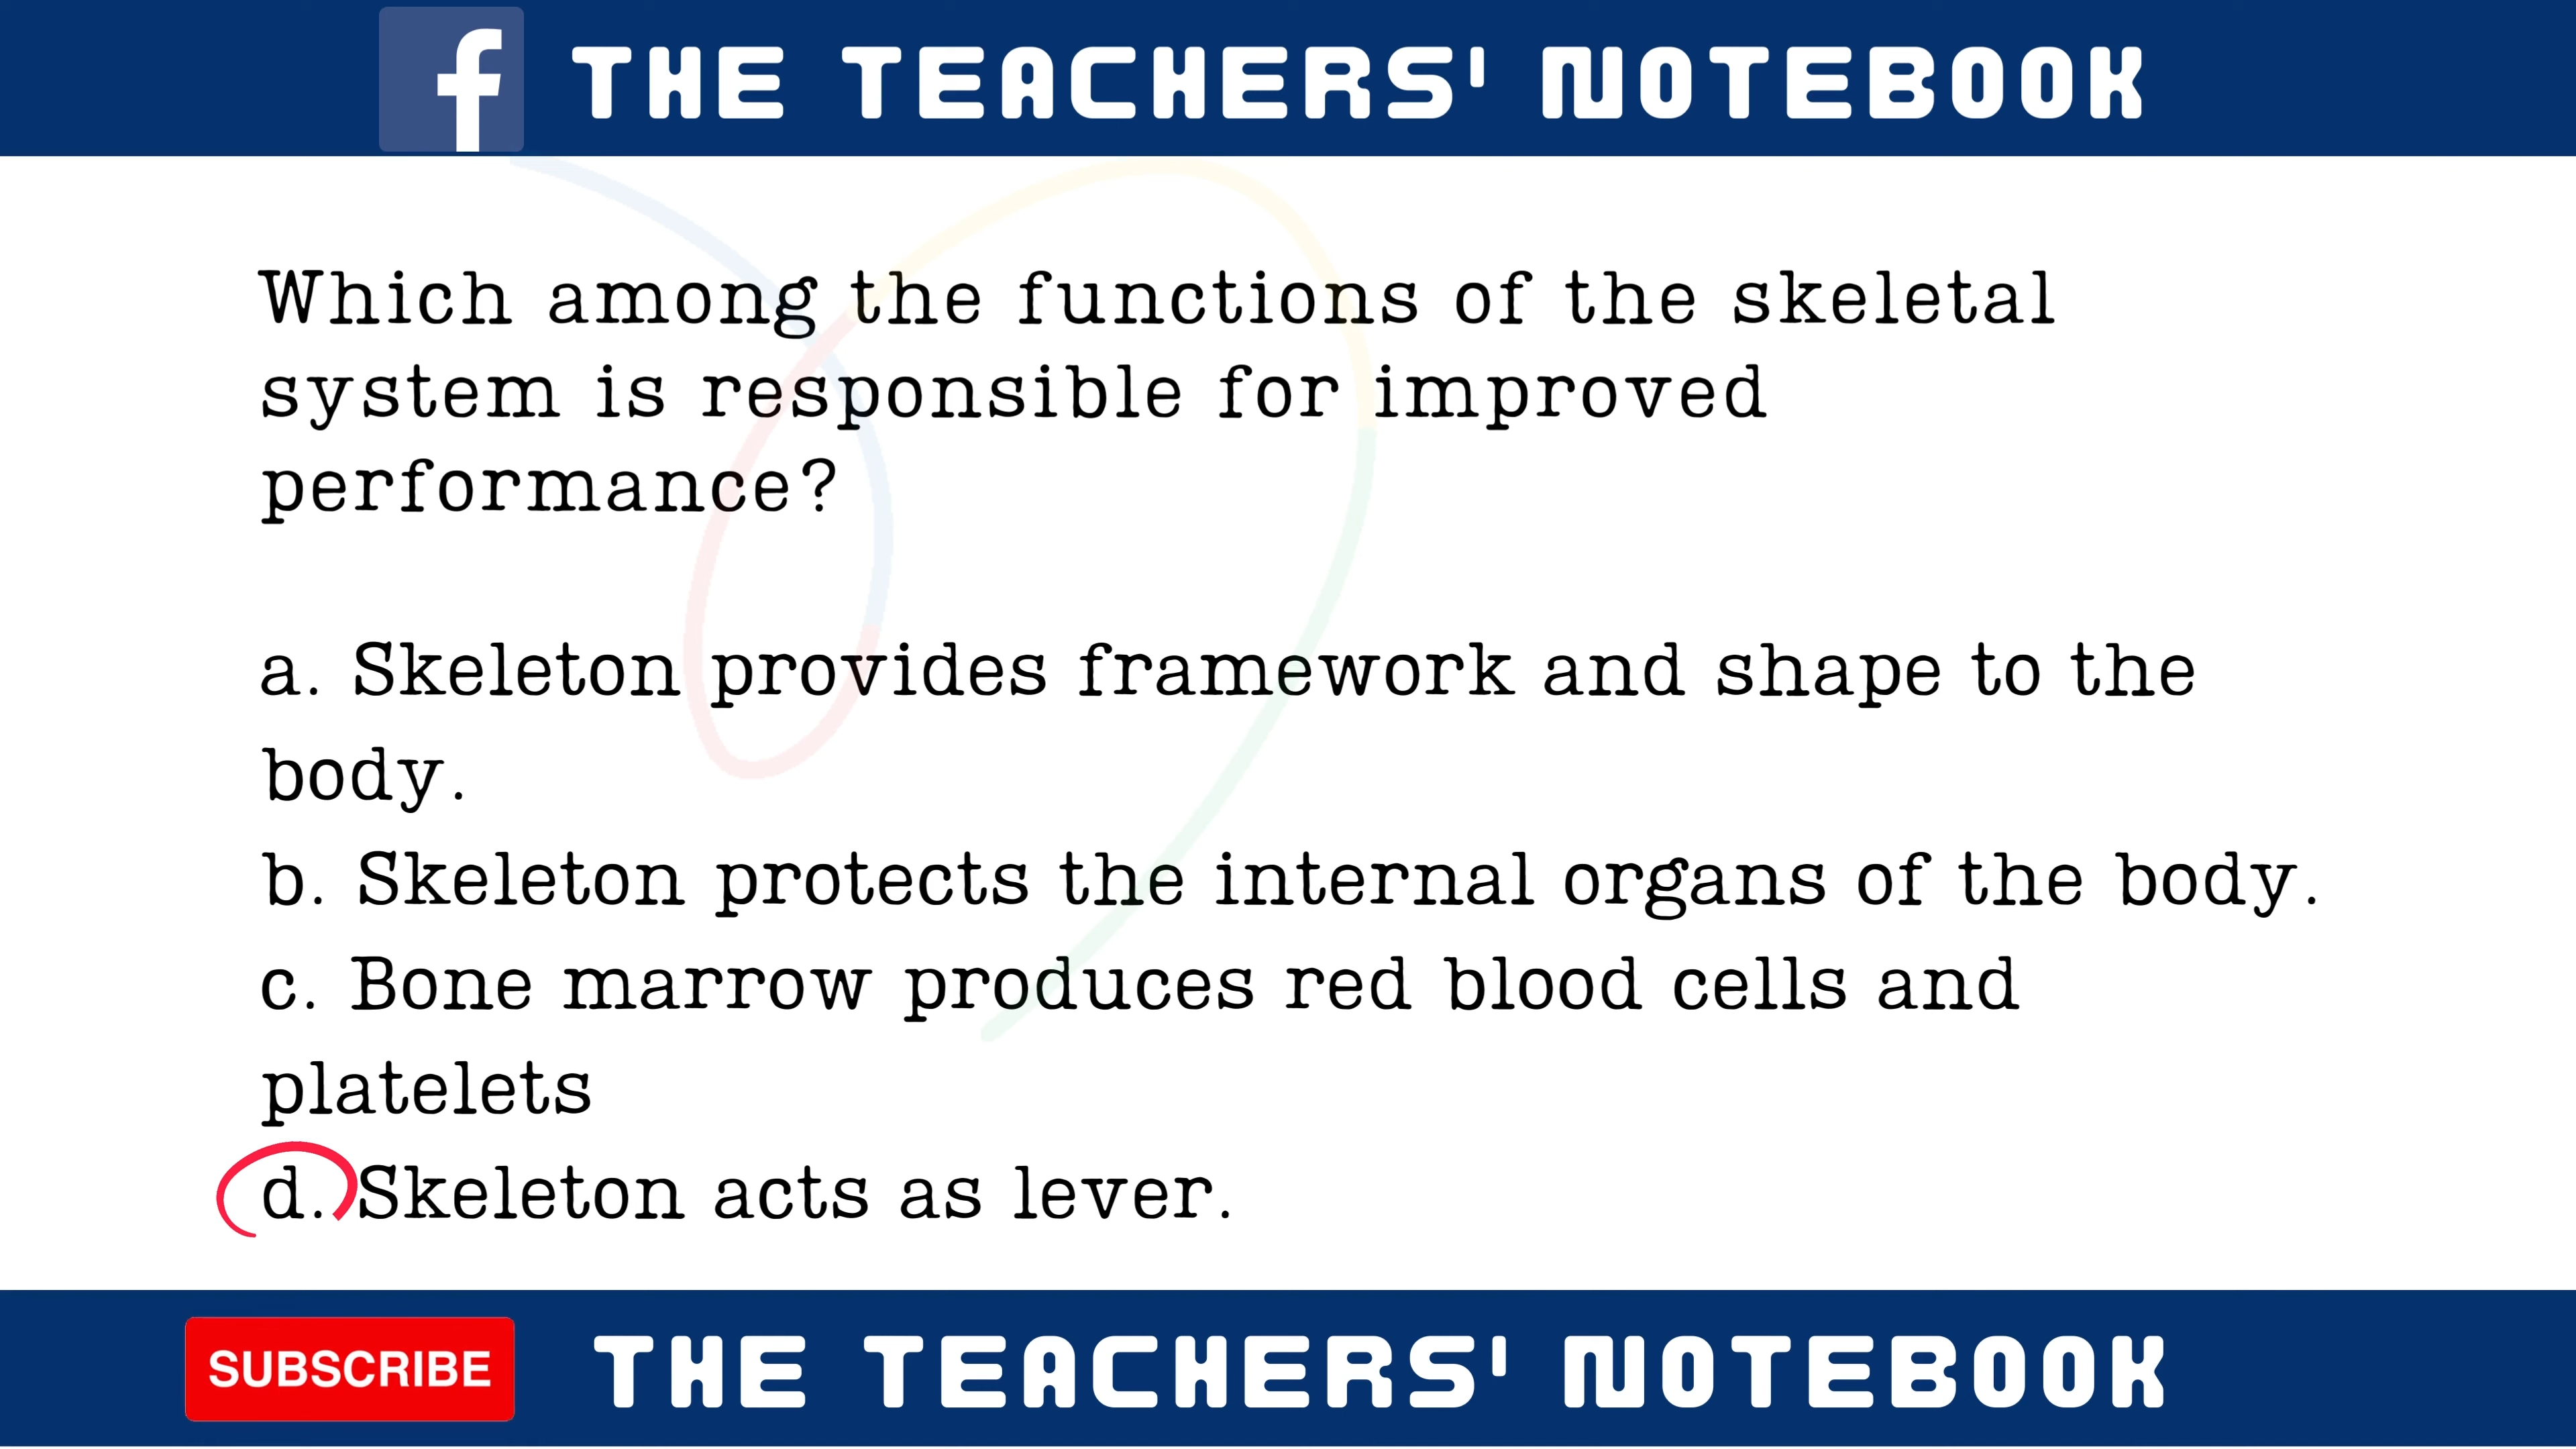 f THE TEACHERS' NOTEBOOK
Which among the functions of the skeletal
system is responsible for improved
performance?
a. Skeleton provides framework and shape to the
body.
b. Skeleton protects the internal organs of the body.
c. Bone marrow produces red blood cells and
platelets
d. Skeleton acts as lever.
SUBSCRIBE THE TEACHERS' NOTEBOOK